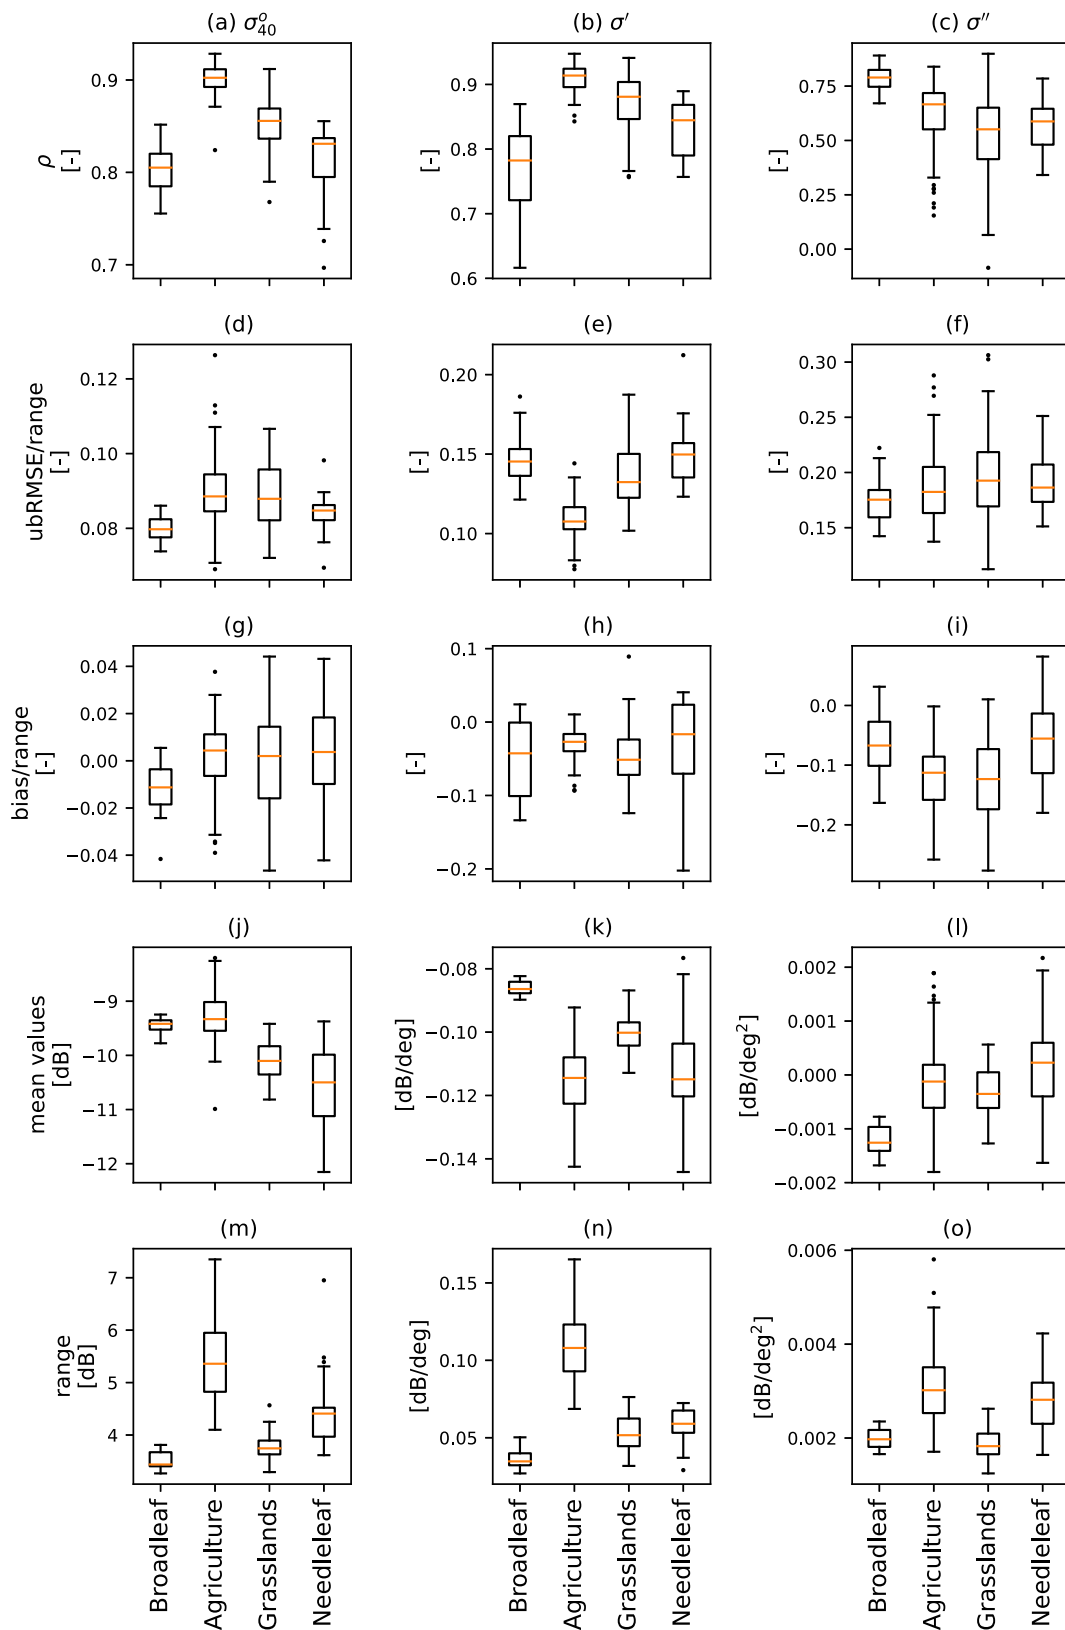 (a) σ°₄₀ (b) σ′ (c) σ″
0.9 0.9 0.75
0.8 0.8 0.50
0.7 0.25
0.7 0.6 0.00
ρ
[-] [-] [-]
(d) (e) (f)
0.12 0.20 0.30
0.10 0.15 0.25
0.20
0.08 0.10 0.15
ubRMSE/range
[-] [-] [-]
(g) (h) (i)
0.04 0.1 0.0
0.02 0.0
0.00 −0.1
−0.02 −0.1
−0.04 −0.2 −0.2
bias/range
[-] [-] [-]
(j) (k) (l)
−9 −0.08 0.002
−10 −0.10 0.001
0.000
−11 −0.12 −0.001
−12 −0.14 −0.002
mean values
[dB] [dB/deg] [dB/deg²]
(m) (n) (o)
7 0.15 0.006
6 0.10 0.004
5
4 0.05 0.002
range
[dB] [dB/deg] [dB/deg²]
Broadleaf Agriculture Grasslands Needleleaf Broadleaf Agriculture Grasslands Needleleaf Broadleaf Agriculture Grasslands Needleleaf